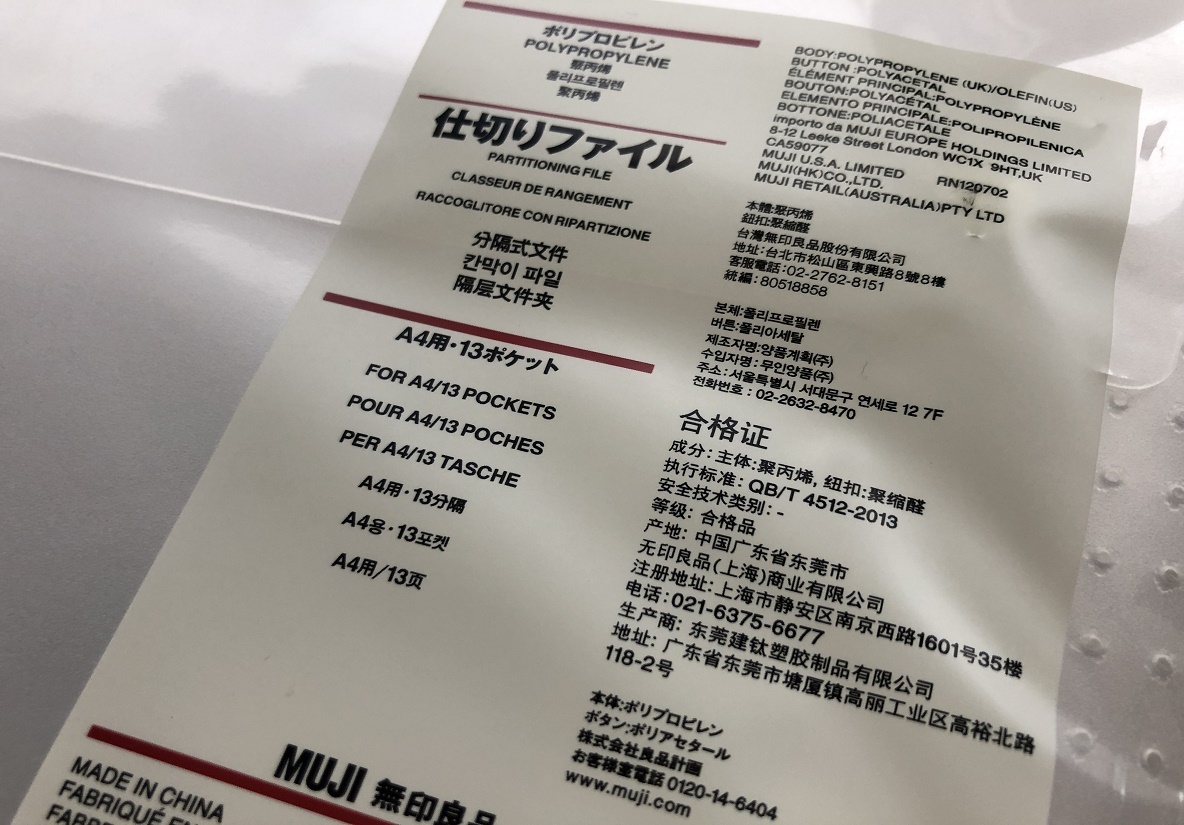 ポリプロピレン
POLYPROPYLENE
聚丙烯
폴리프로필렌
聚丙烯
仕切りファイル
PARTITIONING FILE
CLASSEUR DE RANGEMENT
RACCOGLITORE CON RIPARTIZIONE
分隔式文件
칸막이 파일
隔层文件夹
A4用・13ポケット
FOR A4/13 POCKETS
POUR A4/13 POCHES
PER A4/13 TASCHE
A4用・13分隔
A4용・13포켓
A4用/13页
MUJI 無印良品
MADE IN CHINA
FABRIQUÉ EN
BODY:POLYPROPYLENE (UK)/OLEFIN(US)
BUTTON :POLYACETAL
ÉLÉMENT PRINCIPAL:POLYPROPYLÈNE
BOUTON:POLYACÉTAL
ELEMENTO PRINCIPALE:POLIPROPILENICA
BOTTONE:POLIACETALE
importo da MUJI EUROPE HOLDINGS LIMITED
8-12 Leeke Street London WC1X 9HT,UK
CA59077 RN120702
MUJI U.S.A. LIMITED
MUJI(HK)CO.,LTD.
MUJI RETAIL(AUSTRALIA)PTY LTD
本體:聚丙烯
鈕扣:聚縮醛
台灣無印良品股份有限公司
地址:台北市松山區東興路8號8樓
客服電話:02-2762-8151
統編:80518858
본체:폴리프로필렌
버튼:폴리아세탈
제조자명:양품계획(주)
수입자명:무인양품(주)
주소:서울특별시 서대문구 연세로 12 7F
전화번호:02-2632-8470
合格证
成分:主体:聚丙烯, 纽扣:聚缩醛
执行标准: QB/T 4512-2013
安全技术类别:-
等级: 合格品
产地: 中国广东省东莞市
无印良品(上海)商业有限公司
注册地址:上海市静安区南京西路1601号35楼
电话:021-6375-6677
生产商: 东莞建钛塑胶制品有限公司
地址: 广东省东莞市塘厦镇高丽工业区高裕北路
118-2号
本体:ポリプロピレン
ボタン:ポリアセタール
株式会社良品計画
お客様室電話 0120-14-6404
www.muji.com